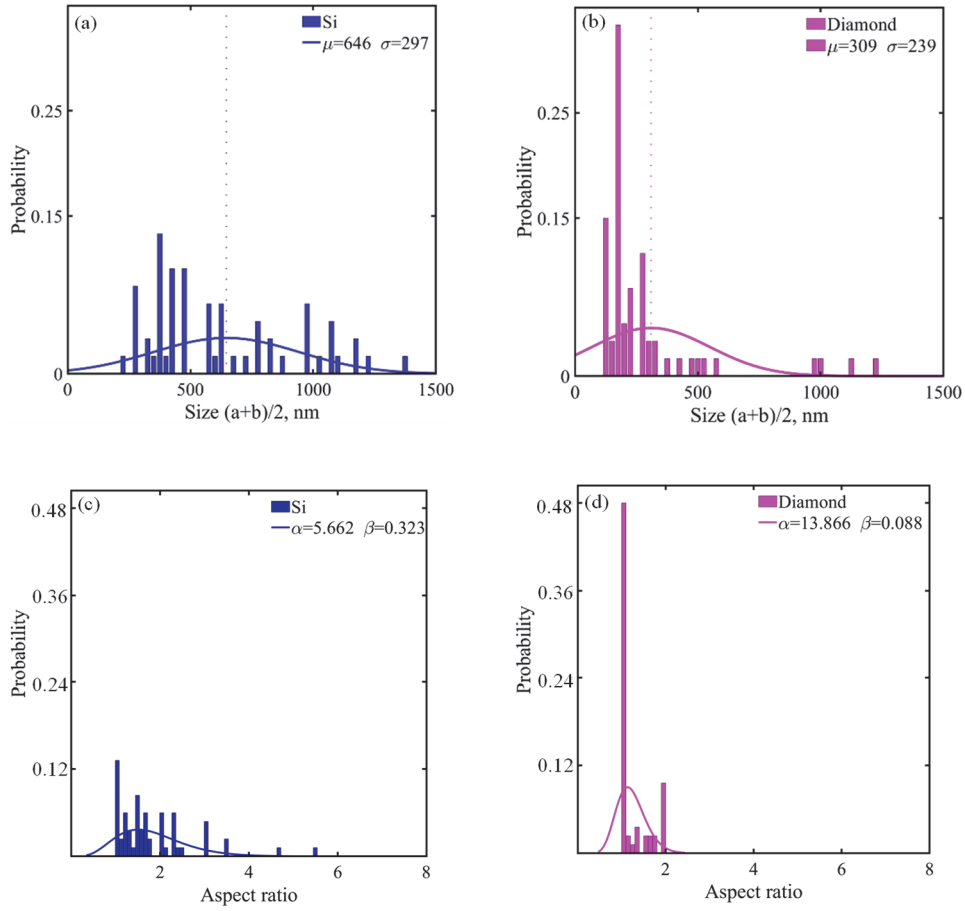 (a)
Si
μ=646 σ=297
0.25
0.15
0
Probability
0 500 1000 1500
Size (a+b)/2, nm
(b)
Diamond
μ=309 σ=239
0.25
0.15
0
Probability
0 500 1000 1500
Size (a+b)/2, nm
(c)
Si
α=5.662 β=0.323
0.48
0.36
0.24
0.12
Probability
2 4 6 8
Aspect ratio
(d)
Diamond
α=13.866 β=0.088
0.48
0.36
0.24
0.12
Probability
2 4 6 8
Aspect ratio